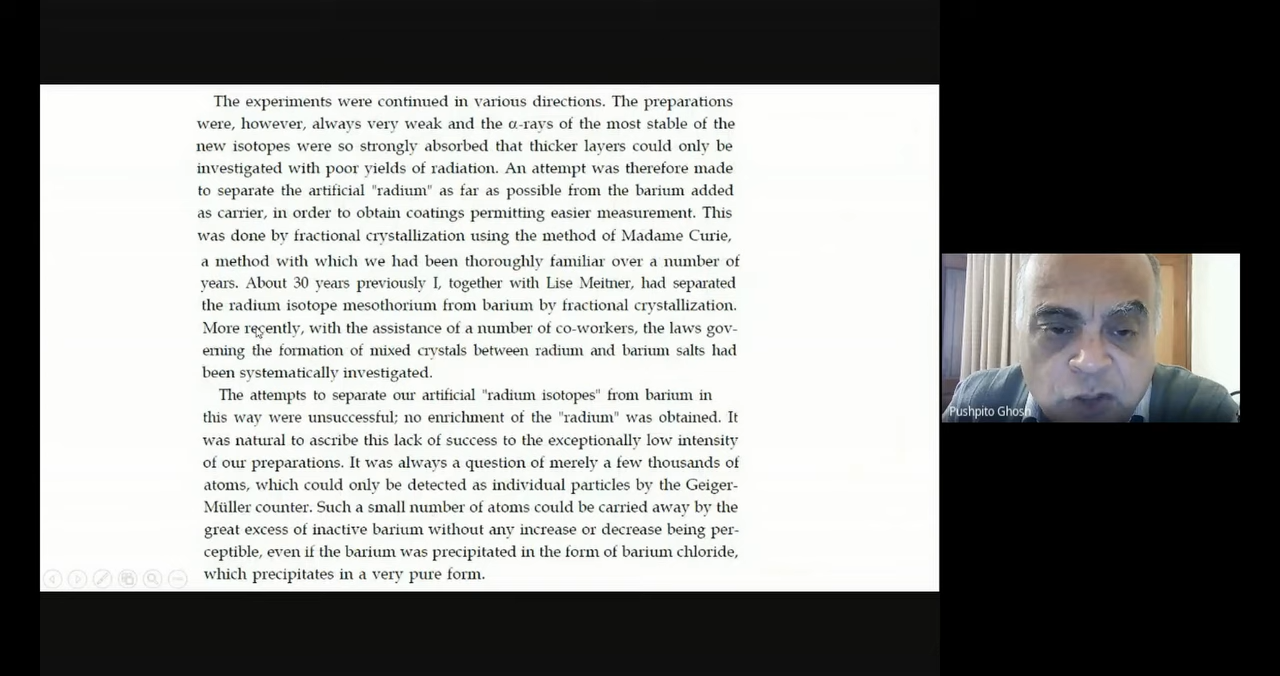 The experiments were continued in various directions. The preparations
were, however, always very weak and the α-rays of the most stable of the
new isotopes were so strongly absorbed that thicker layers could only be
investigated with poor yields of radiation. An attempt was therefore made
to separate the artificial "radium" as far as possible from the barium added
as carrier, in order to obtain coatings permitting easier measurement. This
was done by fractional crystallization using the method of Madame Curie,
a method with which we had been thoroughly familiar over a number of
years. About 30 years previously I, together with Lise Meitner, had separated
the radium isotope mesothorium from barium by fractional crystallization.
More recently, with the assistance of a number of co-workers, the laws gov-
erning the formation of mixed crystals between radium and barium salts had
been systematically investigated.
The attempts to separate our artificial "radium isotopes" from barium in
this way were unsuccessful; no enrichment of the "radium" was obtained. It
was natural to ascribe this lack of success to the exceptionally low intensity
of our preparations. It was always a question of merely a few thousands of
atoms, which could only be detected as individual particles by the Geiger-
Müller counter. Such a small number of atoms could be carried away by the
great excess of inactive barium without any increase or decrease being per-
ceptible, even if the barium was precipitated in the form of barium chloride,
which precipitates in a very pure form.
Pushpito Ghosh